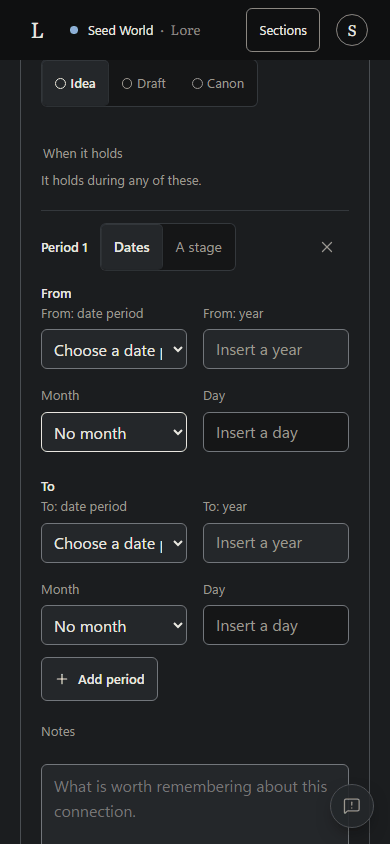 L Seed World · Lore Sections S
Idea Draft Canon
When it holds
It holds during any of these.
Period 1 Dates A stage
From
From: date period From: year
Choose a date Insert a year
Month Day
No month Insert a day
To
To: date period To: year
Choose a date Insert a year
Month Day
No month Insert a day
Add period
Notes
What is worth remembering about this
connection.